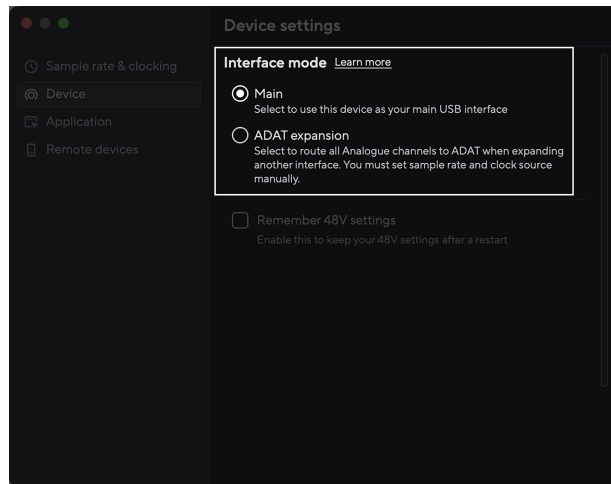 Device settings
Sample rate & clocking
Device
Application
Remote devices
Interface mode Learn more
Main
Select to use this device as your main USB interface
ADAT expansion
Select to route all Analogue channels to ADAT when expanding
another interface. You must set sample rate and clock source
manually.
Remember 48V settings
Enable this to keep your 48V settings after a restart